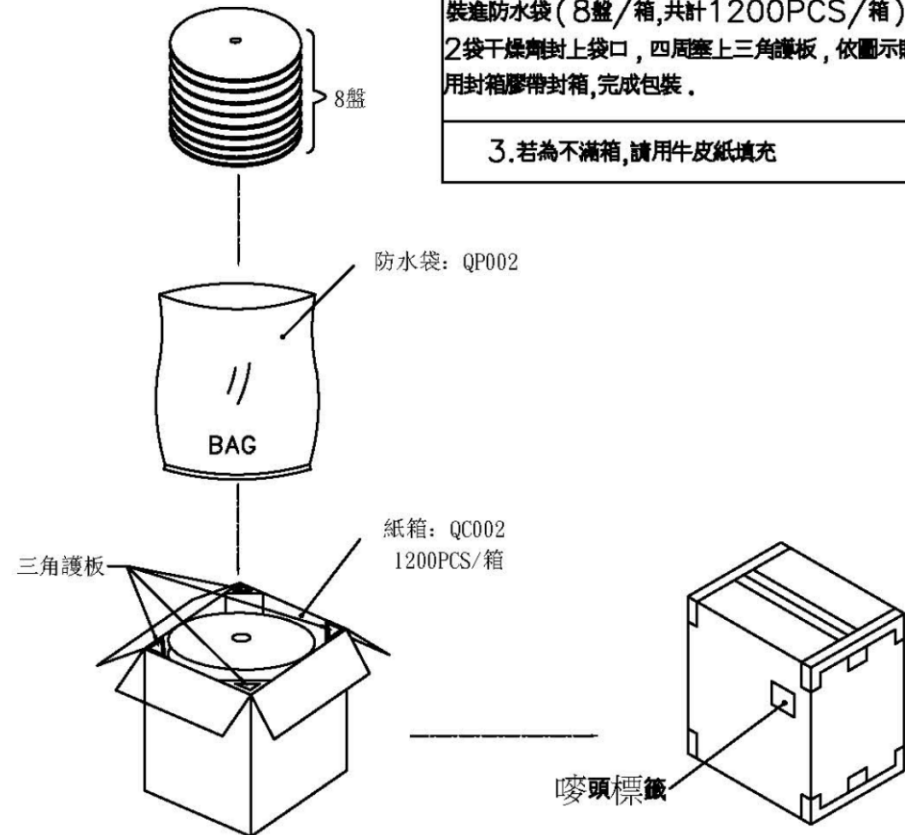 裝進防水袋(8盤/箱,共計1200PCS/箱)
2袋干燥劑封上袋口,四周塞上三角護板,依圖示
用封箱膠帶封箱,完成包裝.
3.若為不滿箱,請用牛皮紙填充
8盤
防水袋: QP002
BAG
紙箱: QC002
1200PCS/箱
三角護板
嘜頭標籤